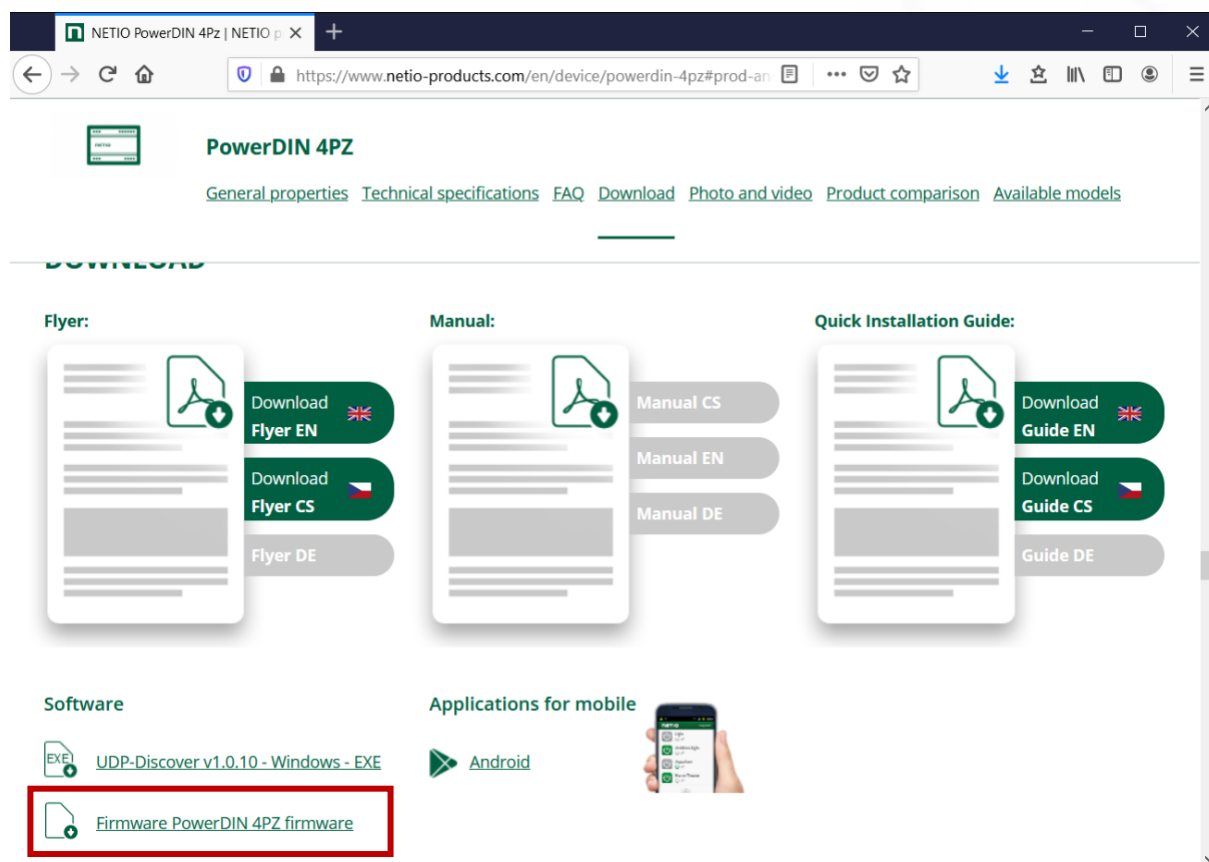 NETIO PowerDIN 4Pz | NETIO p
https://www.netio-products.com/en/device/powerdin-4pz#prod-an
PowerDIN 4PZ
General properties Technical specifications FAQ Download Photo and video Product comparison Available models
DOWNLOAD
Flyer: Manual: Quick Installation Guide:
Download
Flyer EN
Download
Flyer CS
Flyer DE
Manual CS
Manual EN
Manual DE
Download
Guide EN
Download
Guide CS
Guide DE
Software
EXE UDP-Discover v1.0.10 - Windows - EXE
Firmware PowerDIN 4PZ firmware
Applications for mobile
Android